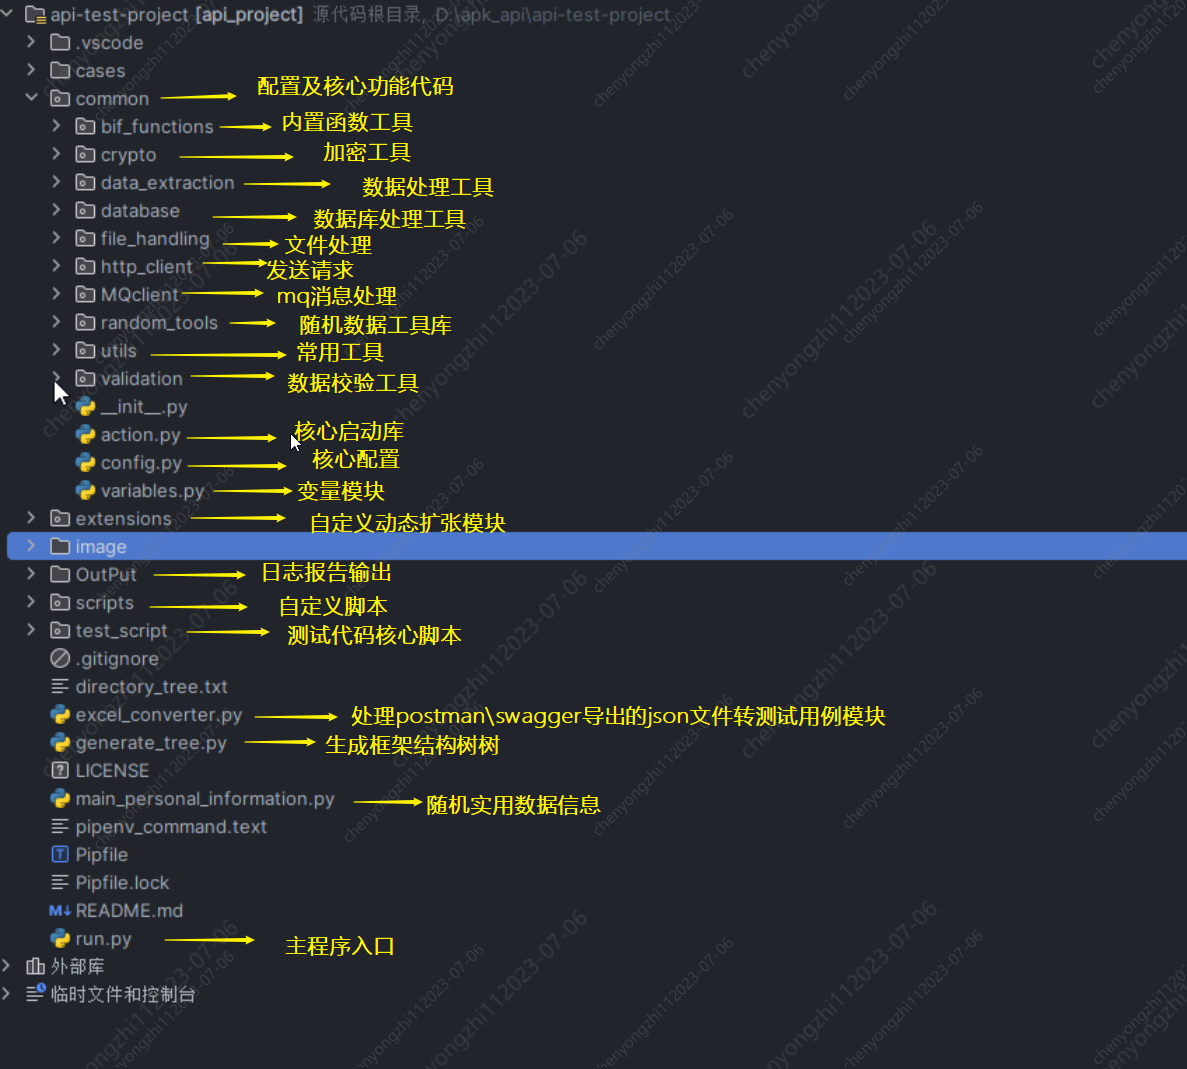 api-test-project [api_project] 源代码根目录, D:\apk_api\api-test-project
.vscode
cases
common 配置及核心功能代码
bif_functions 内置函数工具
crypto 加密工具
data_extraction 数据处理工具
database 数据库处理工具
file_handling 文件处理
http_client 发送请求
MQclient mq消息处理
random_tools 随机数据工具库
utils 常用工具
validation 数据校验工具
__init__.py
action.py 核心启动库
config.py 核心配置
variables.py 变量模块
extensions 自定义动态扩张模块
image
OutPut 日志报告输出
scripts 自定义脚本
test_script 测试代码核心脚本
.gitignore
directory_tree.txt
excel_converter.py 处理postman\swagger导出的json文件转测试用例模块
generate_tree.py 生成框架结构树树
LICENSE
main_personal_information.py 随机实用数据信息
pipenv_command.text
Pipfile
Pipfile.lock
README.md
run.py 主程序入口
外部库
临时文件和控制台
chenyongzhi112023-07-06